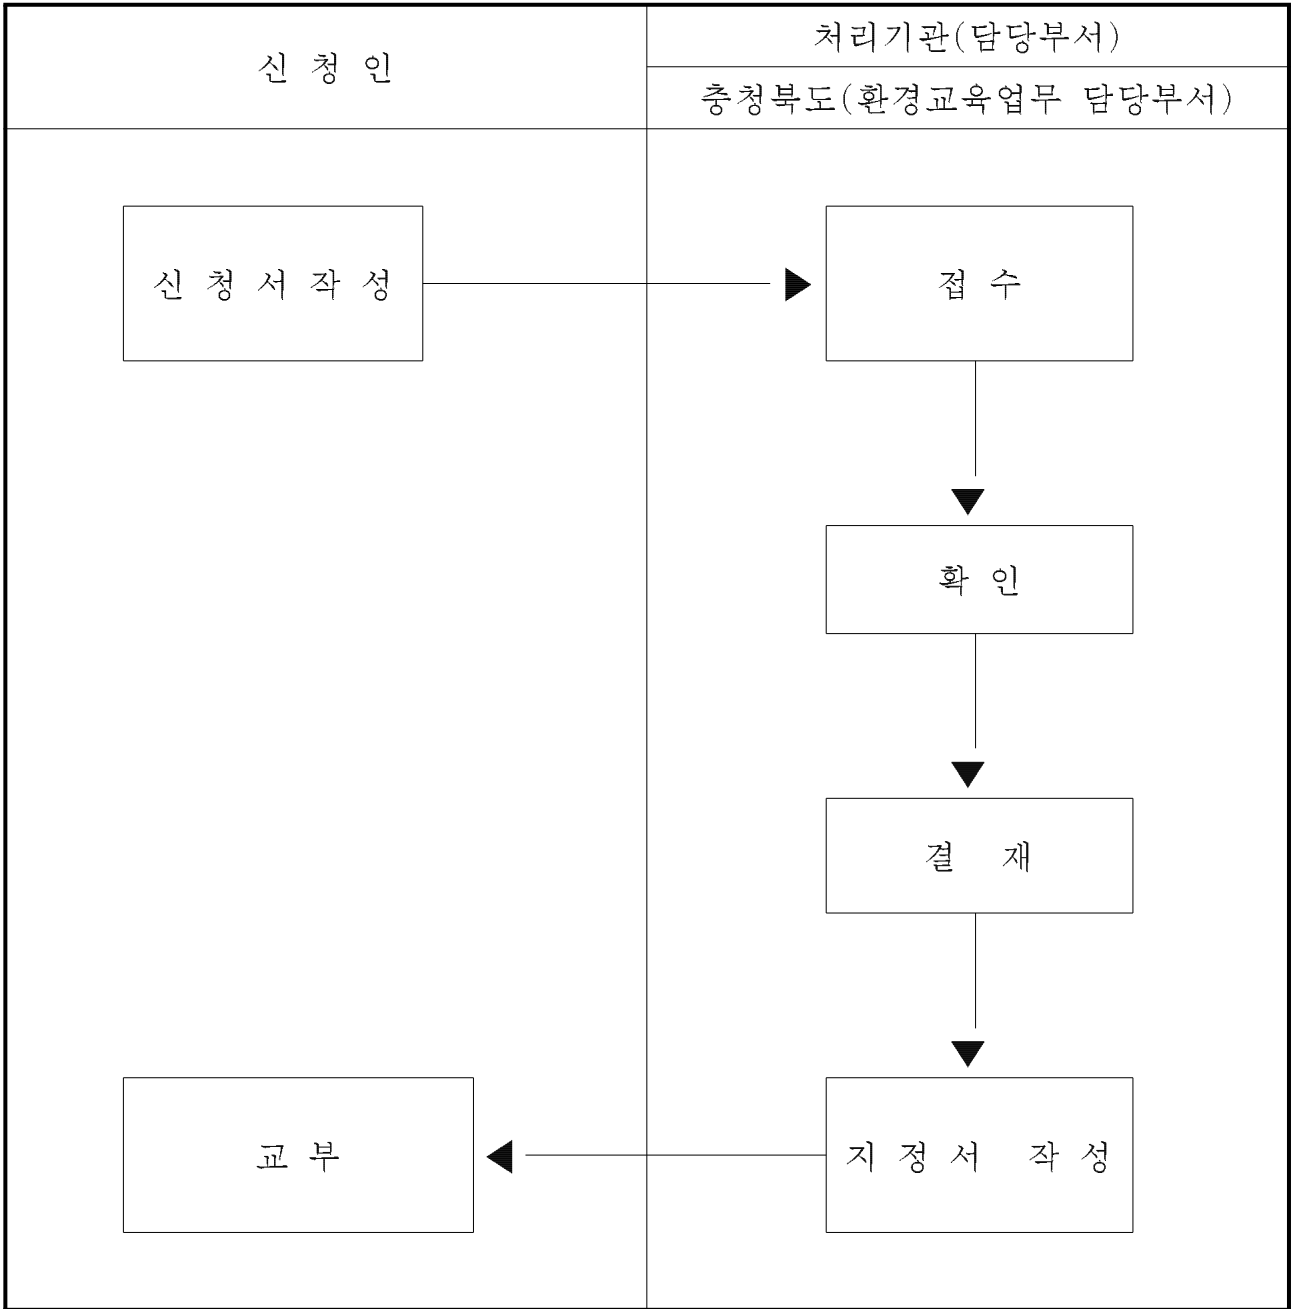 신 청 인
처리기관(담당부서)
충청북도(환경교육업무 담당부서)
신 청 서 작 성
접 수
확 인
결 재
지 정 서 작 성
교 부